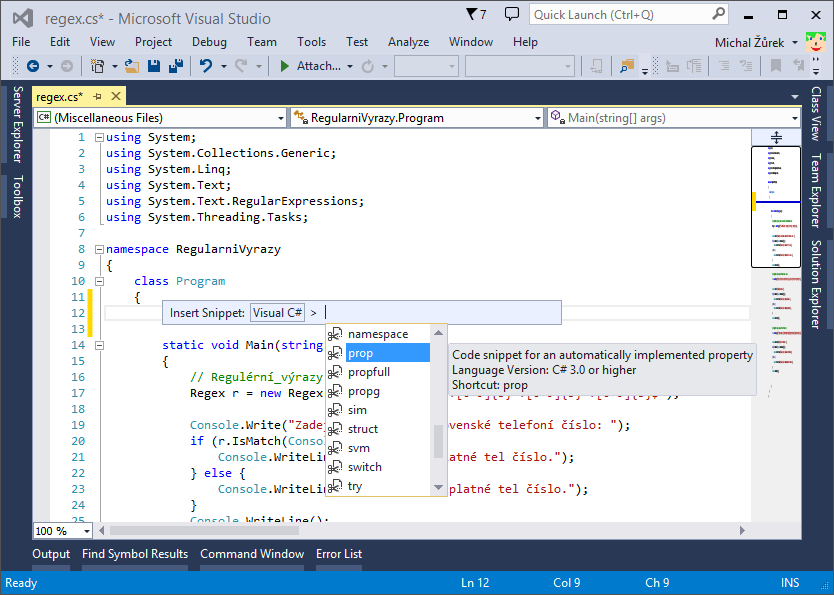 regex.cs* - Microsoft Visual Studio
7
Quick Launch (Ctrl+Q)
File Edit View Project Debug Team Tools Test Analyze Window Help
Michal Žůrek
Attach...
Server Explorer
Toolbox
Class View
Team Explorer
Solution Explorer
regex.cs*
C# (Miscellaneous Files)
RegularniVyrazy.Program
Main(string[] args)
1 using System;
2 using System.Collections.Generic;
3 using System.Linq;
4 using System.Text;
5 using System.Text.RegularExpressions;
6 using System.Threading.Tasks;
7
8 namespace RegularniVyrazy
9 {
10 class Program
11 {
12
Insert Snippet: Visual C# >
13
14 static void Main(string
15 {
16 // Regulérní_výrazy
17 Regex r = new Regex
18
19 Console.Write("Zade ovenské telefoní číslo: ");
20 if (r.IsMatch(Conso
21 Console.WriteLin latné tel číslo.");
22 } else {
23 Console.WriteLin platné tel číslo.");
24 }
25 Console.WriteLine();
namespace
prop
propfull
propg
sim
struct
svm
switch
try
Code snippet for an automatically implemented property
Language Version: C# 3.0 or higher
Shortcut: prop
100 %
Output Find Symbol Results Command Window Error List
Ready Ln 12 Col 9 Ch 9 INS